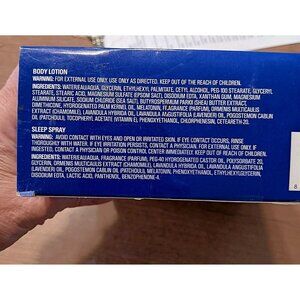 BODY LOTION
WARNING: FOR EXTERNAL USE ONLY, USE ONLY AS DIRECTED. KEEP OUT OF THE REACH OF CHILDREN.
INGREDIENTS: WATER/EAU/AQUA, GLYCERIN, ETHYLHEXYL PALMITATE, CETYL ALCOHOL, PEG-100 STEARATE, GLYCERYL
STEARATE, MAGNESIUM SULFATE (EPSOM SALT), DISODIUM EDTA, XANTHAN GUM, MAGNESIUM
ALUMINUM SILICATE, SODIUM CHLORIDE (SEA SALT), BUTYROSPERMUM PARKII (SHEA) BUTTER EXTRACT,
DIMETHICONE, HYDROGENATED PALM KERNEL OIL, MELATONIN, FRAGRANCE (PARFUM), ORMENIS MULTICAULIS
EXTRACT (CHAMOMILE), LAVANDULA HYBRIDA OIL, LAVANDULA ANGUSTIFOLIA (LAVENDER) OIL, POGOSTEMON CABLIN
OIL (PATCHOULI), TOCOPHERYL ACETATE (VITAMIN E), PHENOXYETHANOL, CHLORPHENESIN, CETEARETH-20.
SLEEP SPRAY
WARNING: AVOID CONTACT WITH EYES AND OPEN OR IRRITATED SKIN. IF EYE CONTACT OCCURS, RINSE
THOROUGHLY WITH WATER. IF IRRITATION PERSISTS, CONTACT A PHYSICIAN. FOR EXTERNAL USE ONLY. IF
INGESTED, CONTACT A PHYSICIAN OR POISON CONTROL CENTER IMMEDIATELY. KEEP OUT OF REACH OF CHILDREN.
INGREDIENTS: WATER/EAU/AQUA, FRAGRANCE (PARFUM), PEG-40 HYDROGENATED CASTOR OIL, POLYSORBATE 20,
GLYCERIN, ORMENIS MULTICAULIS EXTRACT (CHAMOMILE), LAVANDULA HYBRIDA OIL, LAVANDULA ANGUSTIFOLIA
(LAVENDER) OIL, POGOSTEMON CABLIN OIL (PATCHOULI), MELATONIN, PHENOXYETHANOL, ETHYLHEXYLGLYCERIN,
DISODIUM EDTA, LACTIC ACID, PANTHENOL, BENZOPHENONE-4.
8